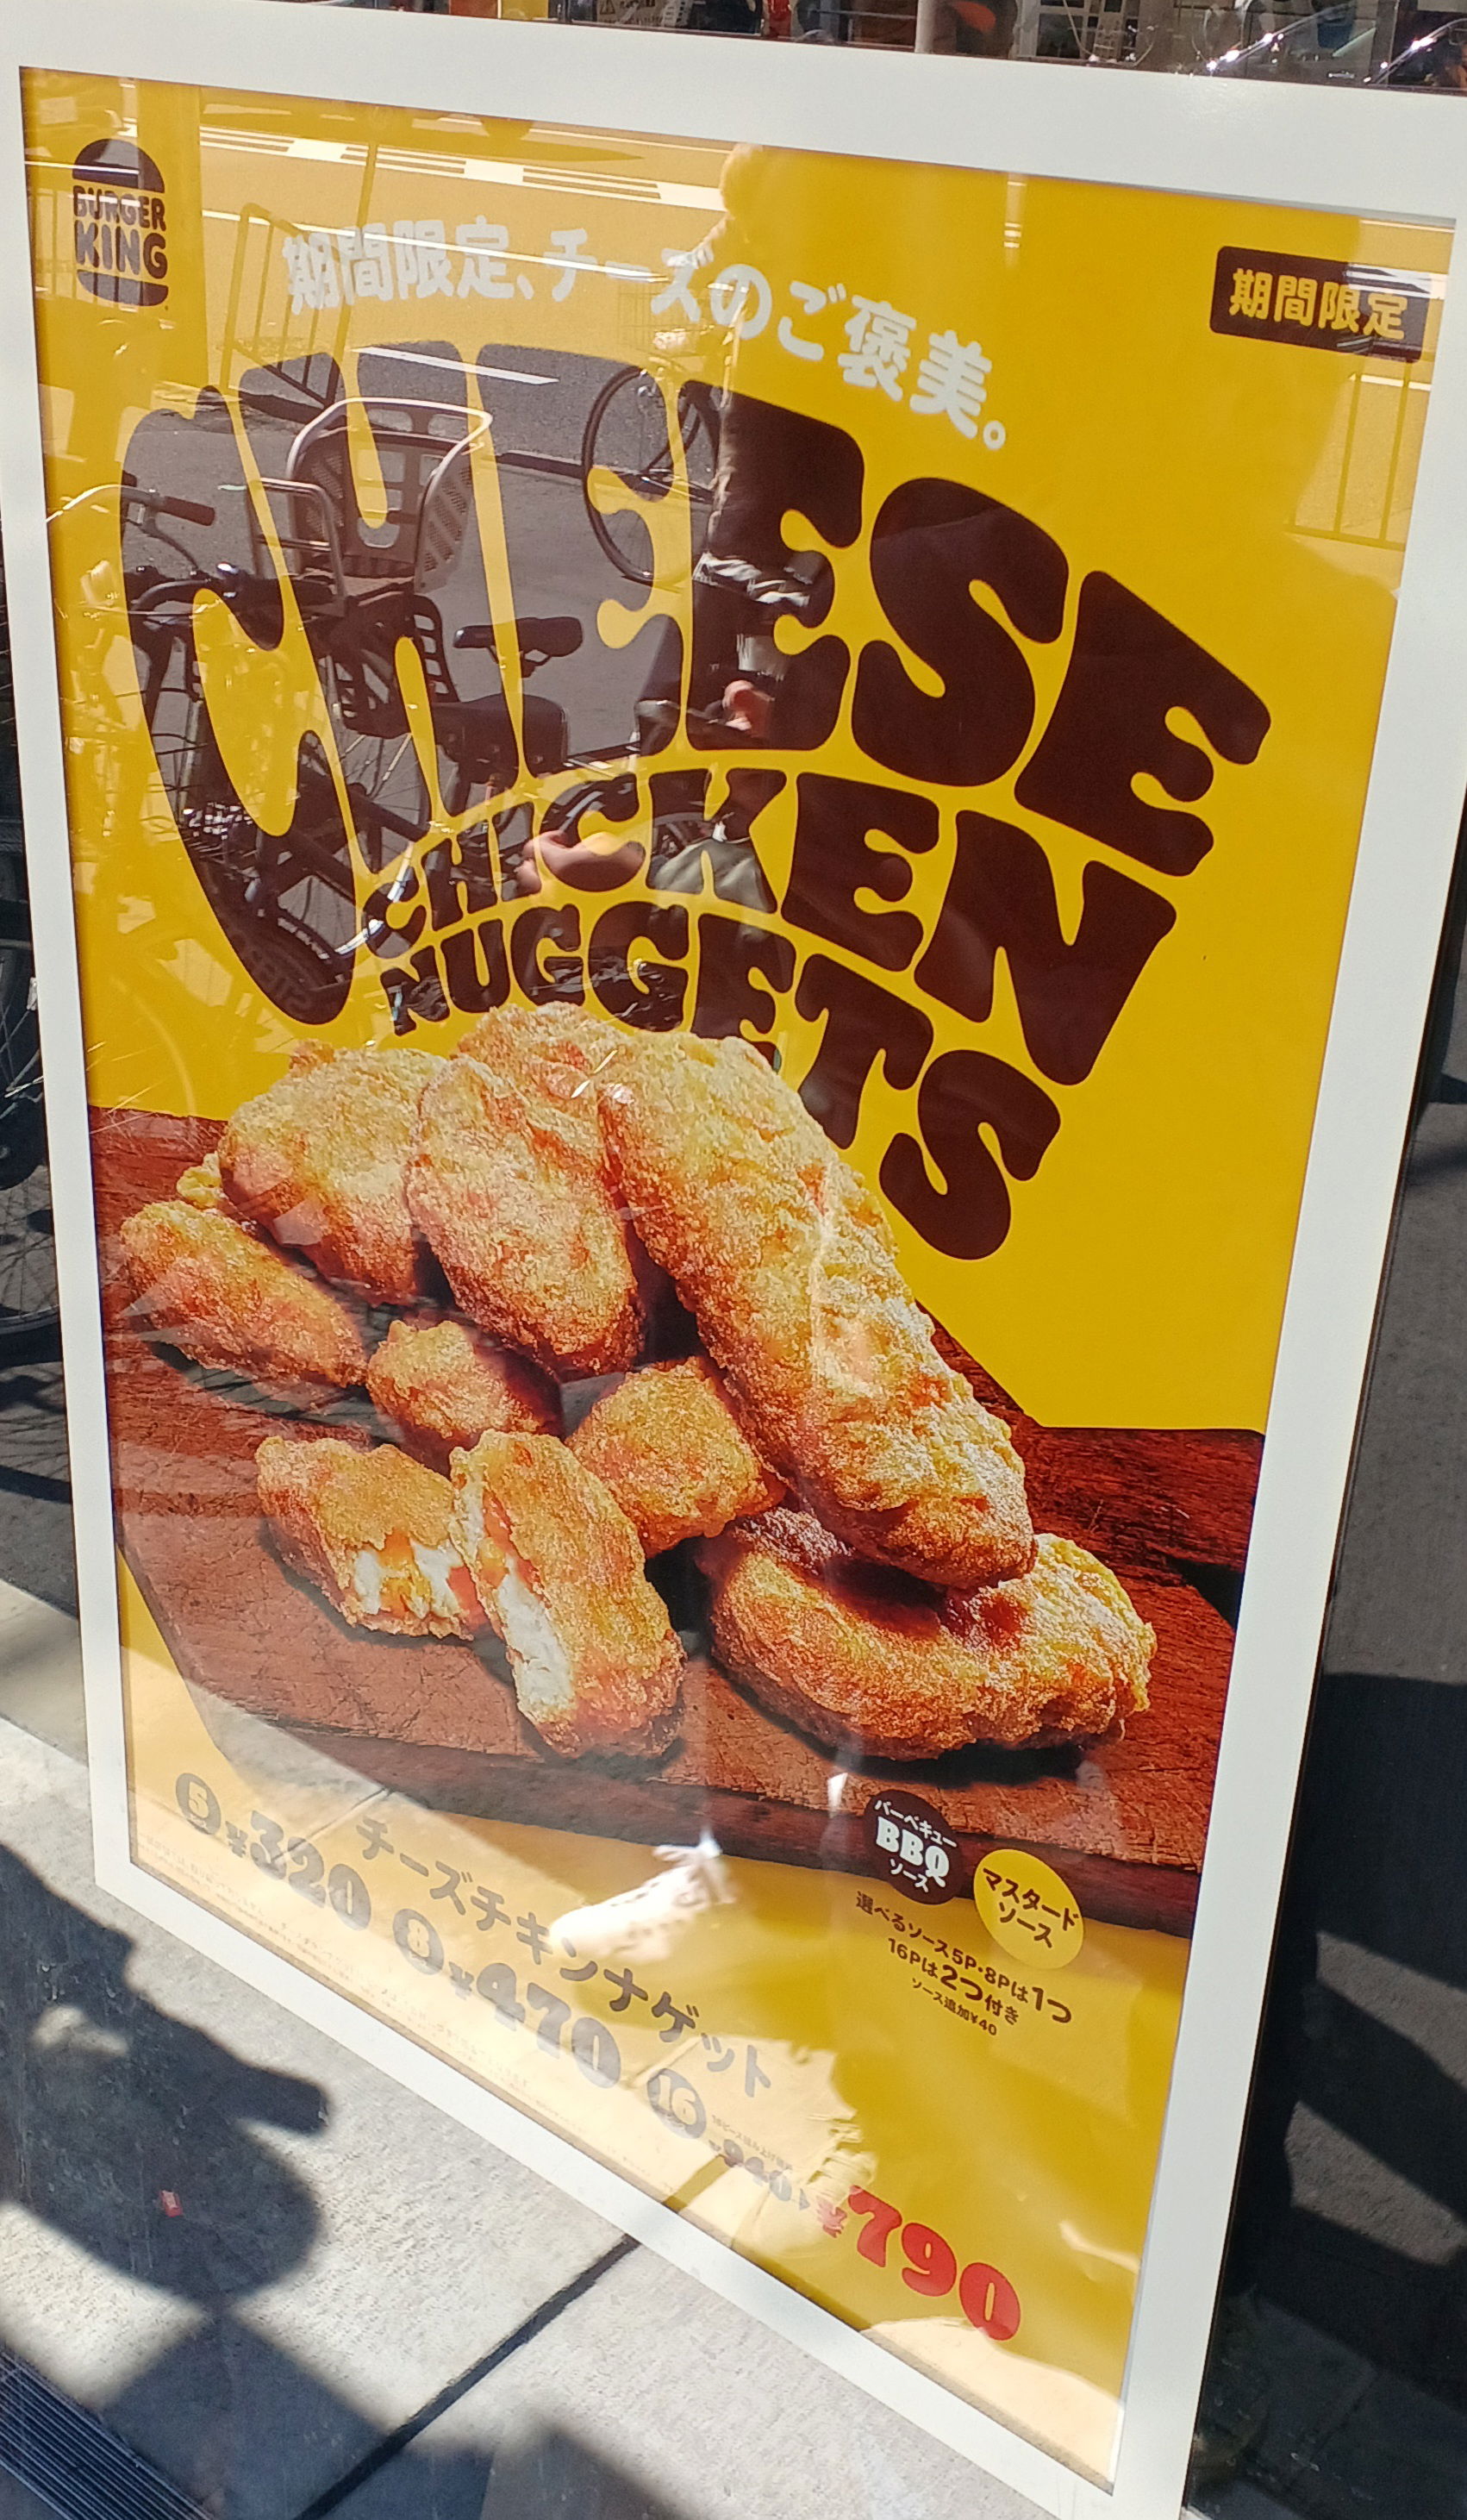 BURGER
KING
期間限定、チーズのご褒美。
期間限定
CHEESE
CHICKEN
NUGGETS
バーベキュー
BBQ
ソース
マスタード
ソース
選べるソース5P・8Pは1つ
16Pは2つ付き
ソース追加¥40
チーズチキンナゲット
5 ¥320
8 ¥470
16 ¥940 ¥790